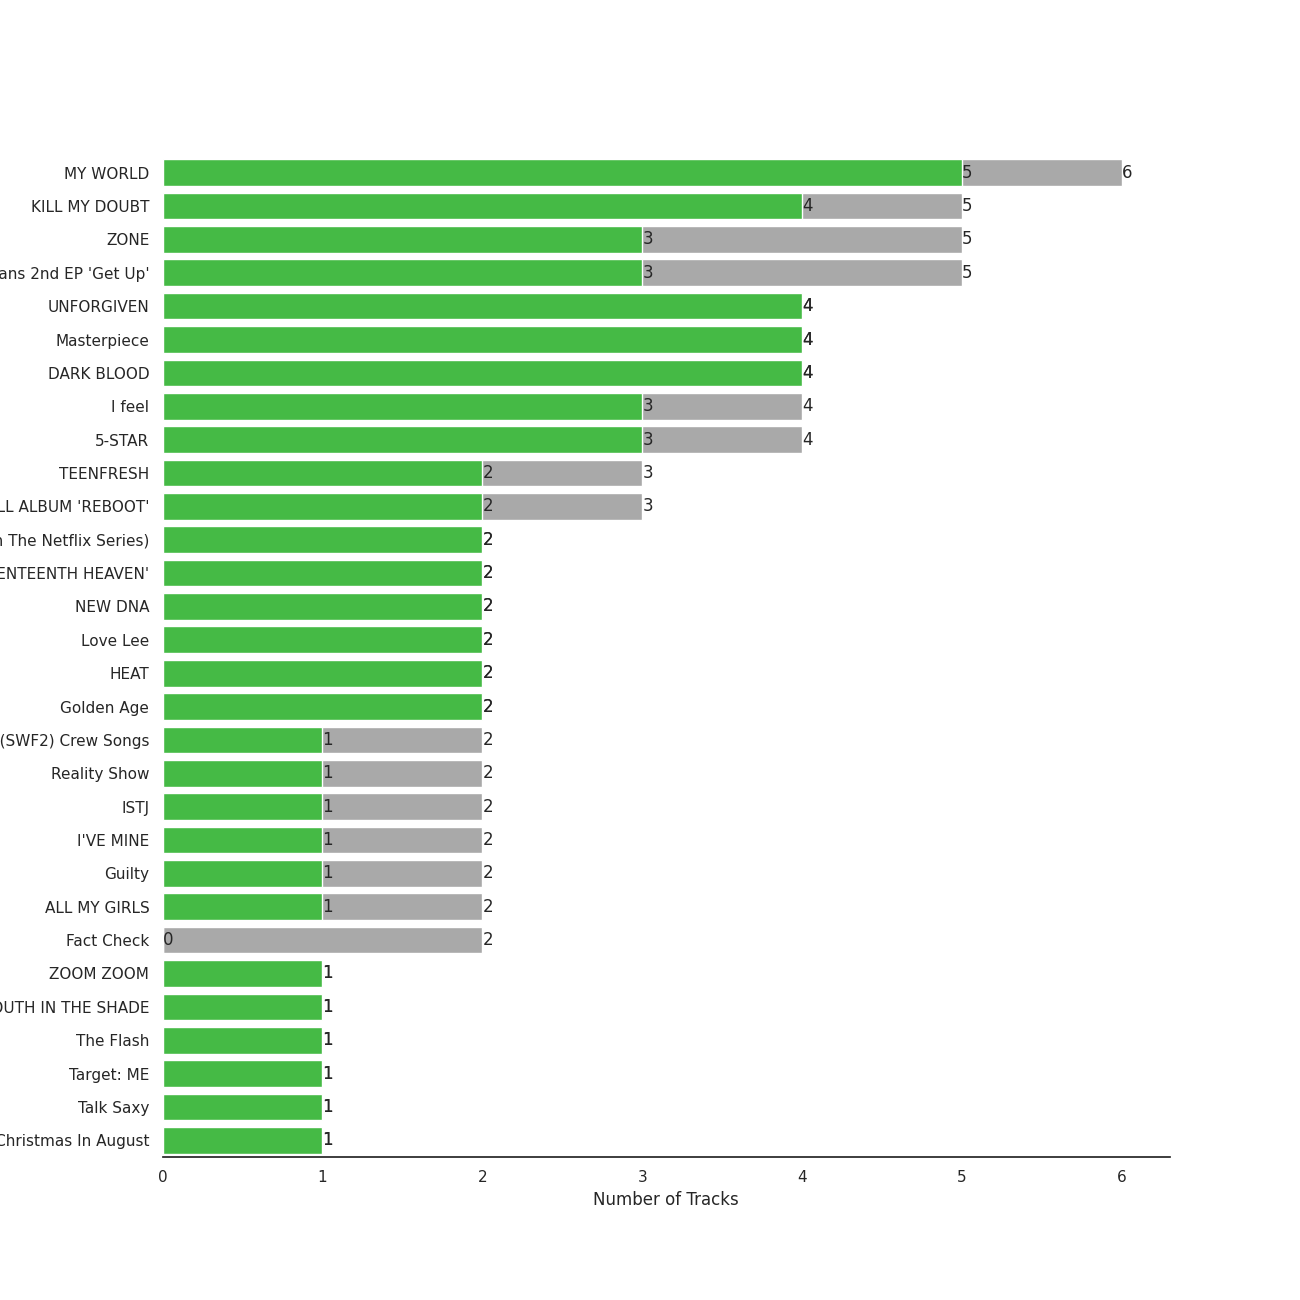 MY WORLD 5 6
KILL MY DOUBT 4 5
ZONE 3 5
2nd EP 'Get Up' 3 5
UNFORGIVEN 4
Masterpiece 4
DARK BLOOD 4
I feel 3 4
5-STAR 3 4
TEENFRESH 2 3
ALBUM 'REBOOT' 2 3
The Netflix Series) 2
HEAVEN' 2
NEW DNA 2
Love Lee 2
HEAT 2
Golden Age 2
(SWF2) Crew Songs 1 2
Reality Show 1 2
ISTJ 1 2
I'VE MINE 1 2
Guilty 1 2
ALL MY GIRLS 1 2
Fact Check 0 2
ZOOM ZOOM 1
IN THE SHADE 1
The Flash 1
Target: ME 1
Talk Saxy 1
Christmas In August 1
0 1 2 3 4 5 6
Number of Tracks